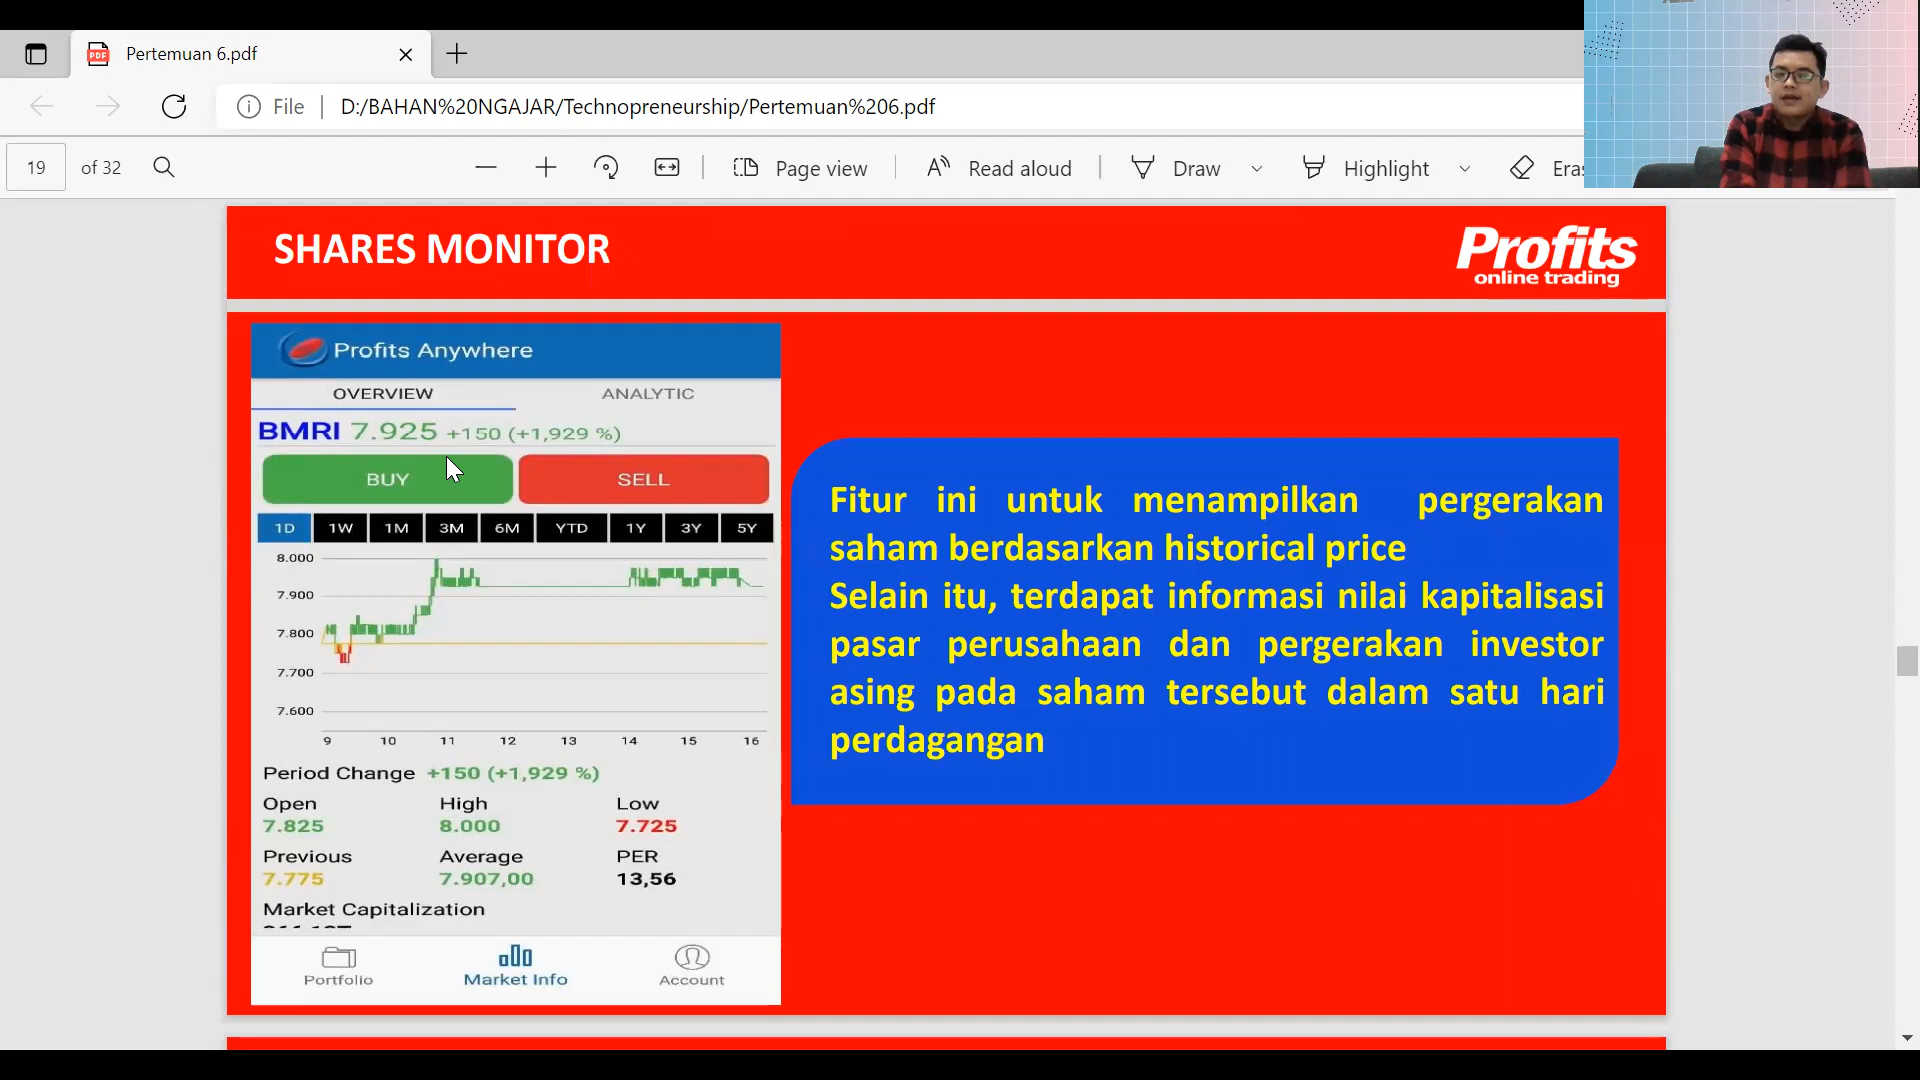 Pertemuan 6.pdf
File
D:/BAHAN%20NGAJAR/Technopreneurship/Pertemuan%206.pdf
19 of 32
Page view
Read aloud
Draw
Highlight
SHARES MONITOR
Profits
online trading
Profits Anywhere
OVERVIEW ANALYTIC
BMRI 7.925 +150 (+1,929 %)
BUY SELL
1D 1W 1M 3M 6M YTD 1Y 3Y 5Y
8.000
7.900
7.800
7.700
7.600
9 10 11 12 13 14 15 16
Period Change +150 (+1,929 %)
Open High Low
7.825 8.000 7.725
Previous Average PER
7.775 7.907,00 13,56
Market Capitalization
Portfolio Market Info Account
Fitur ini untuk menampilkan pergerakan
saham berdasarkan historical price
Selain itu, terdapat informasi nilai kapitalisasi
pasar perusahaan dan pergerakan investor
asing pada saham tersebut dalam satu hari
perdagangan